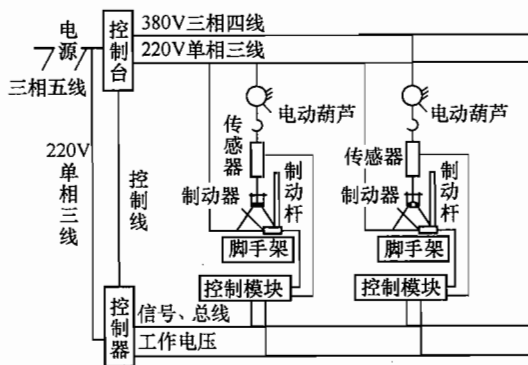 380V三相四线
220V单相三线
电源
控制台
三相五线
220V单相三线
控制线
电动葫芦
传感器
制动器
制动杆
脚手架
控制模块
电动葫芦
传感器
制动器
制动杆
脚手架
控制模块
控制器
信号、总线
工作电压